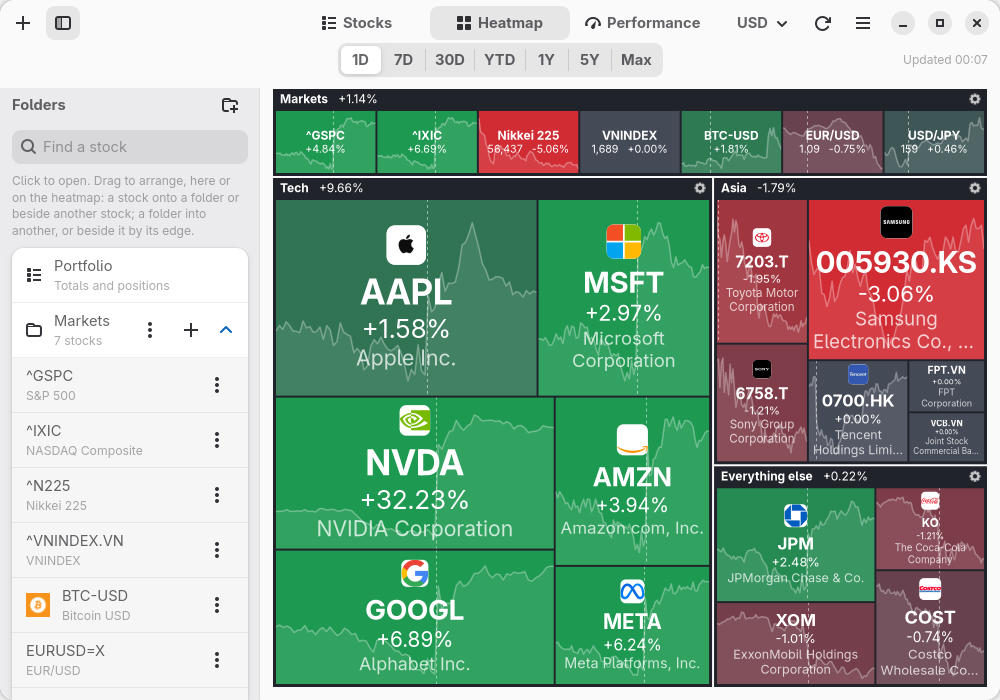 Stocks
Heatmap
Performance
USD
1D
7D
30D
YTD
1Y
5Y
Max
Updated 00:07
Folders
Find a stock
Click to open. Drag to arrange, here or
on the heatmap: a stock onto a folder or
beside another stock; a folder into
another, or beside it by its edge.
Portfolio
Totals and positions
Markets
7 stocks
^GSPC
S&P 500
^IXIC
NASDAQ Composite
^N225
Nikkei 225
^VNINDEX.VN
VNINDEX
BTC-USD
Bitcoin USD
EURUSD=X
EUR/USD
Markets +1.14%
^GSPC
+4.84%
^IXIC
+6.69%
Nikkei 225
56,437 -5.06%
VNINDEX
1,689 +0.00%
BTC-USD
+1.81%
EUR/USD
1.09 -0.75%
USD/JPY
159 +0.46%
Tech +9.66%
AAPL
+1.58%
Apple Inc.
MSFT
+2.97%
Microsoft
Corporation
NVDA
+32.23%
NVIDIA Corporation
AMZN
+3.94%
Amazon.com, Inc.
GOOGL
+6.89%
Alphabet Inc.
META
+6.24%
Meta Platforms, Inc.
Asia -1.79%
7203.T
-1.95%
Toyota Motor
Corporation
SAMSUNG
005930.KS
-3.06%
Samsung
Electronics Co., ...
SONY
6758.T
-1.21%
Sony Group
Corporation
Tencent
0700.HK
+0.00%
Tencent
Holdings Limi...
FPT.VN
+0.00%
FPT
Corporation
VCB.VN
+0.00%
Joint Stock
Commercial Ba...
Everything else +0.22%
JPM
+2.48%
JPMorgan Chase & Co.
Coca-Cola
KO
-1.21%
The Coca-Cola
Company
XOM
-1.01%
ExxonMobil Holdings
Corporation
COSTCO
COST
-0.74%
Costco
Wholesale Co...